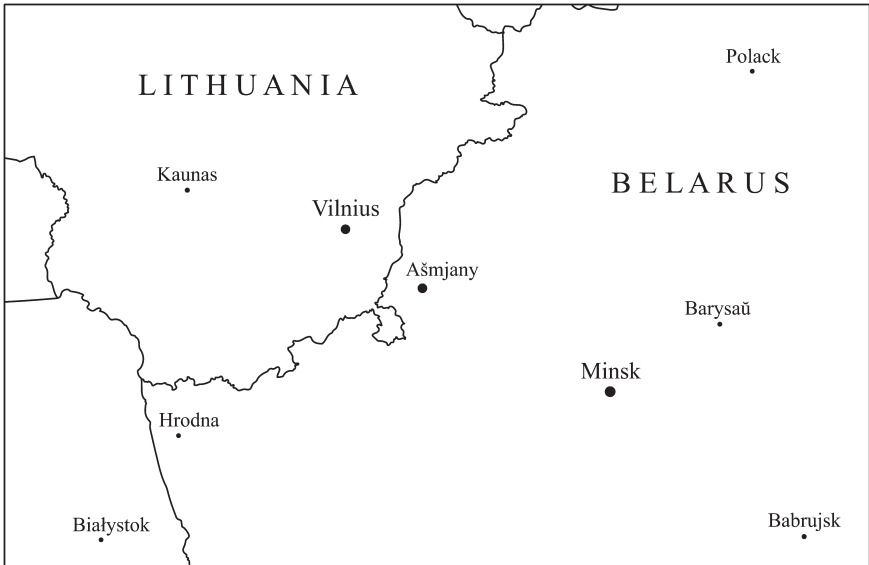 Polack
LITHUANIA
Kaunas
BELARUS
Vilnius
Ašmjany
Barysaŭ
Minsk
Hrodna
Białystok
Babrujsk